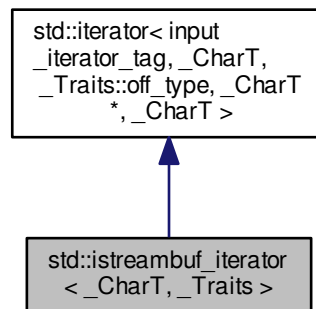 std::iterator< input
_iterator_tag, _CharT,
_Traits::off_type, _CharT
*, _CharT >
std::istreambuf_iterator
< _CharT, _Traits >